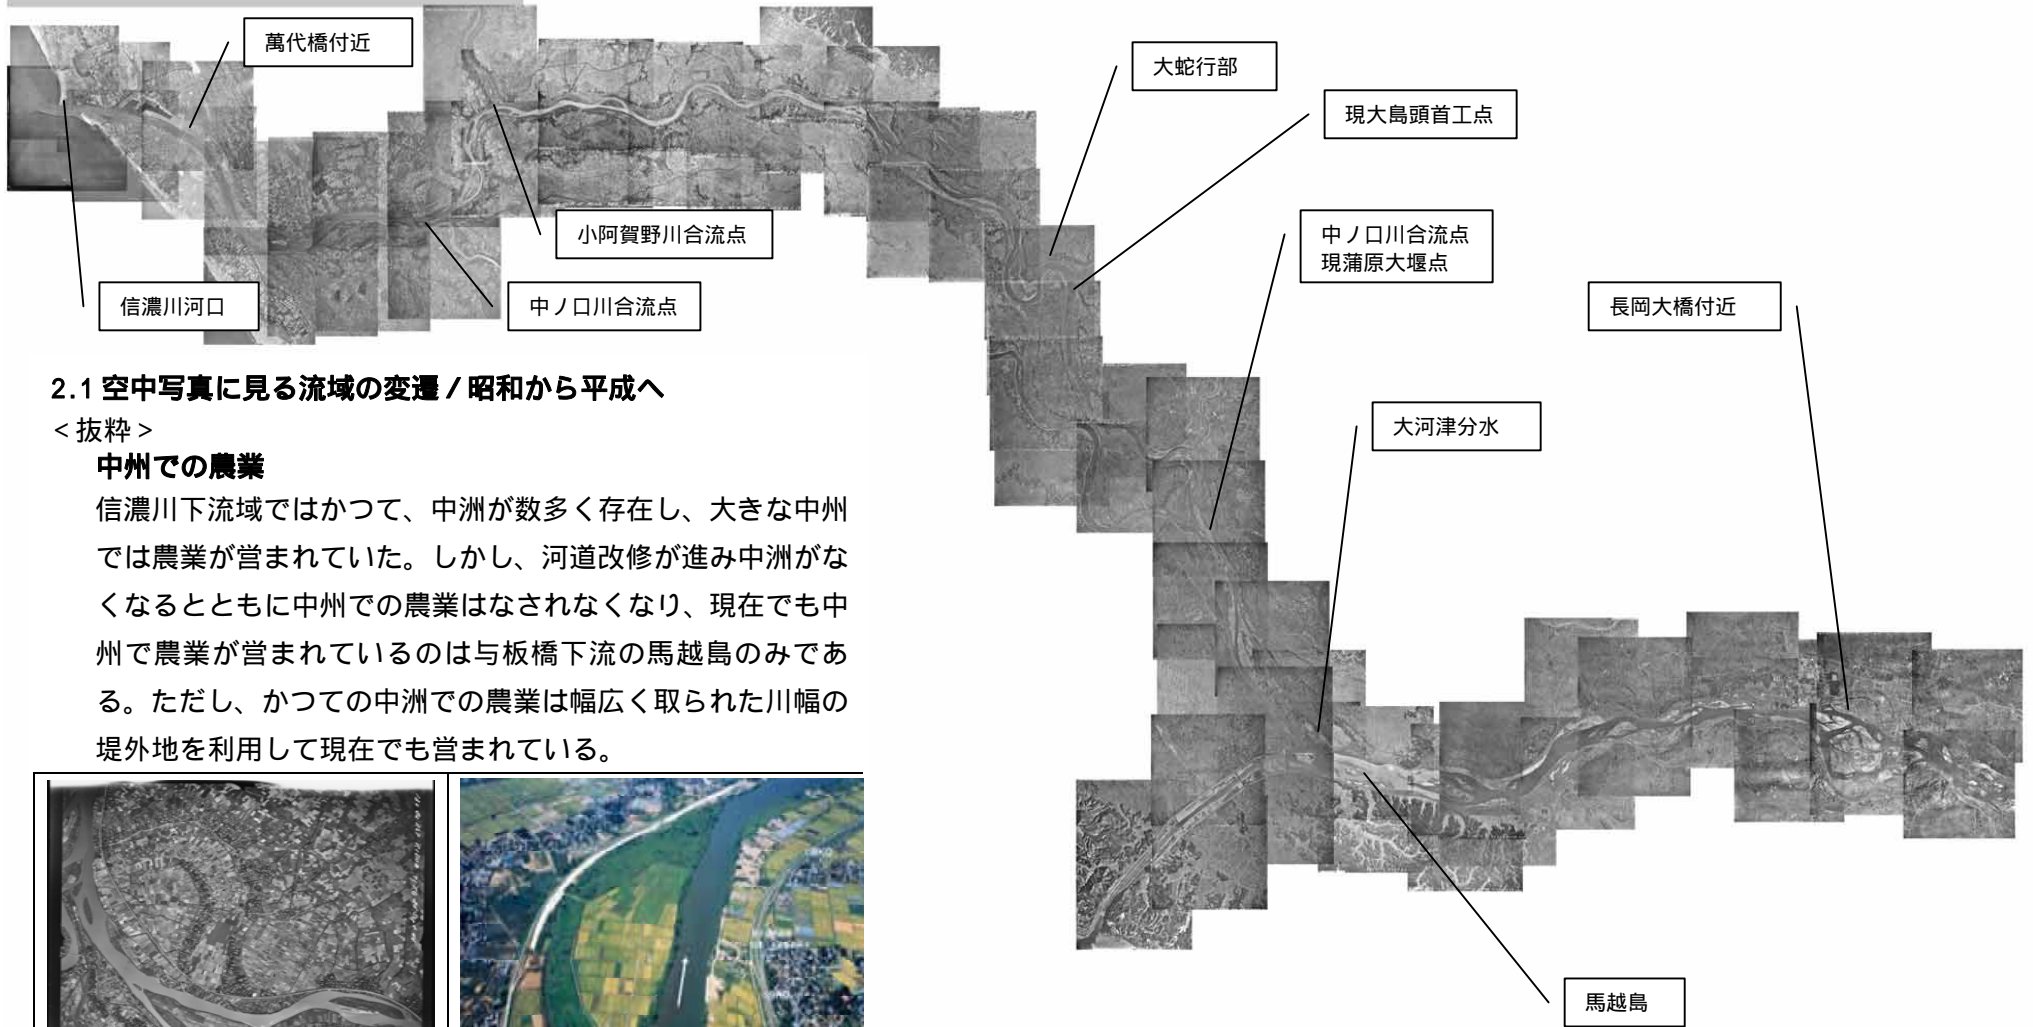 萬代橋付近
大蛇行部
現大島頭首工点
小阿賀野川合流点
中ノ口川合流点
現蒲原大堰点
信濃川河口
中ノ口川合流点
長岡大橋付近
2.1 空中写真に見る流域の変遷/昭和から平成へ
<抜粋>
大河津分水
中州での農業
信濃川下流域ではかつて、中洲が数多く存在し、大きな中州
では農業が営まれていた。しかし、河道改修が進み中洲がな
くなるとともに中州での農業はなされなくなり、現在でも中
州で農業が営まれているのは与板橋下流の馬越島のみであ
る。ただし、かつての中洲での農業は幅広く取られた川幅の
堤外地を利用して現在でも営まれている。
馬越島